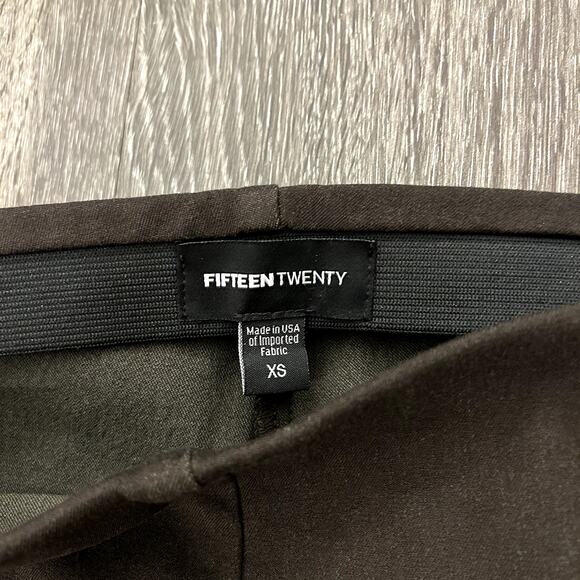 FIFTEEN TWENTY
Made in USA
of Imported
Fabric
XS